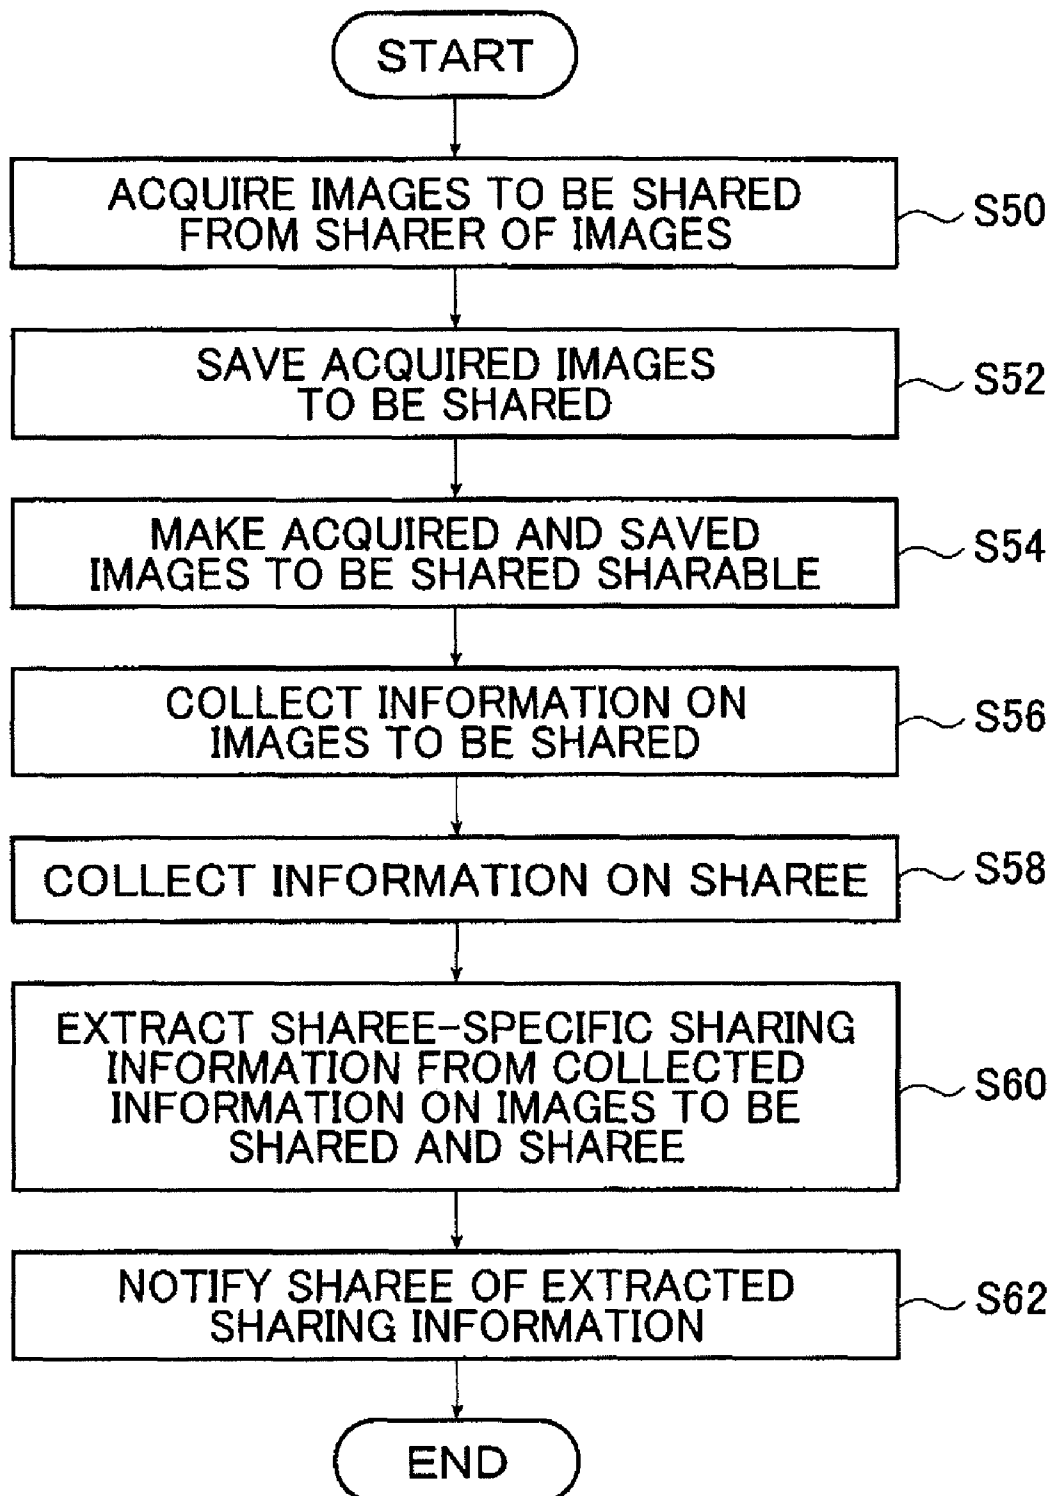 START
ACQUIRE IMAGES TO BE SHARED
FROM SHARER OF IMAGES
S50
SAVE ACQUIRED IMAGES
TO BE SHARED
S52
MAKE ACQUIRED AND SAVED
IMAGES TO BE SHARED SHARABLE
S54
COLLECT INFORMATION ON
IMAGES TO BE SHARED
S56
COLLECT INFORMATION ON SHAREE
S58
EXTRACT SHAREE-SPECIFIC SHARING
INFORMATION FROM COLLECTED
INFORMATION ON IMAGES TO BE
SHARED AND SHAREE
S60
NOTIFY SHAREE OF EXTRACTED
SHARING INFORMATION
S62
END